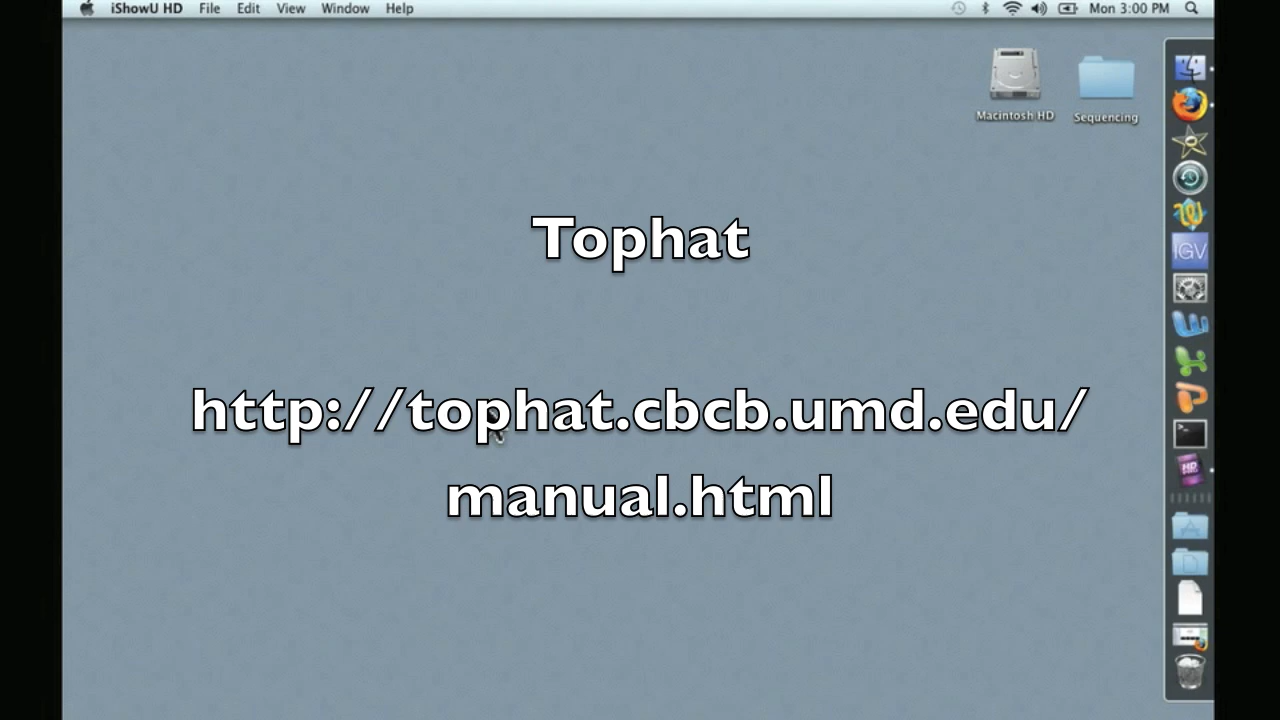 iShowU HD File Edit View Window Help Mon 3:00 PM
Macintosh HD Sequencing
IGV
HD
Tophat
http://tophat.cbcb.umd.edu/
manual.html